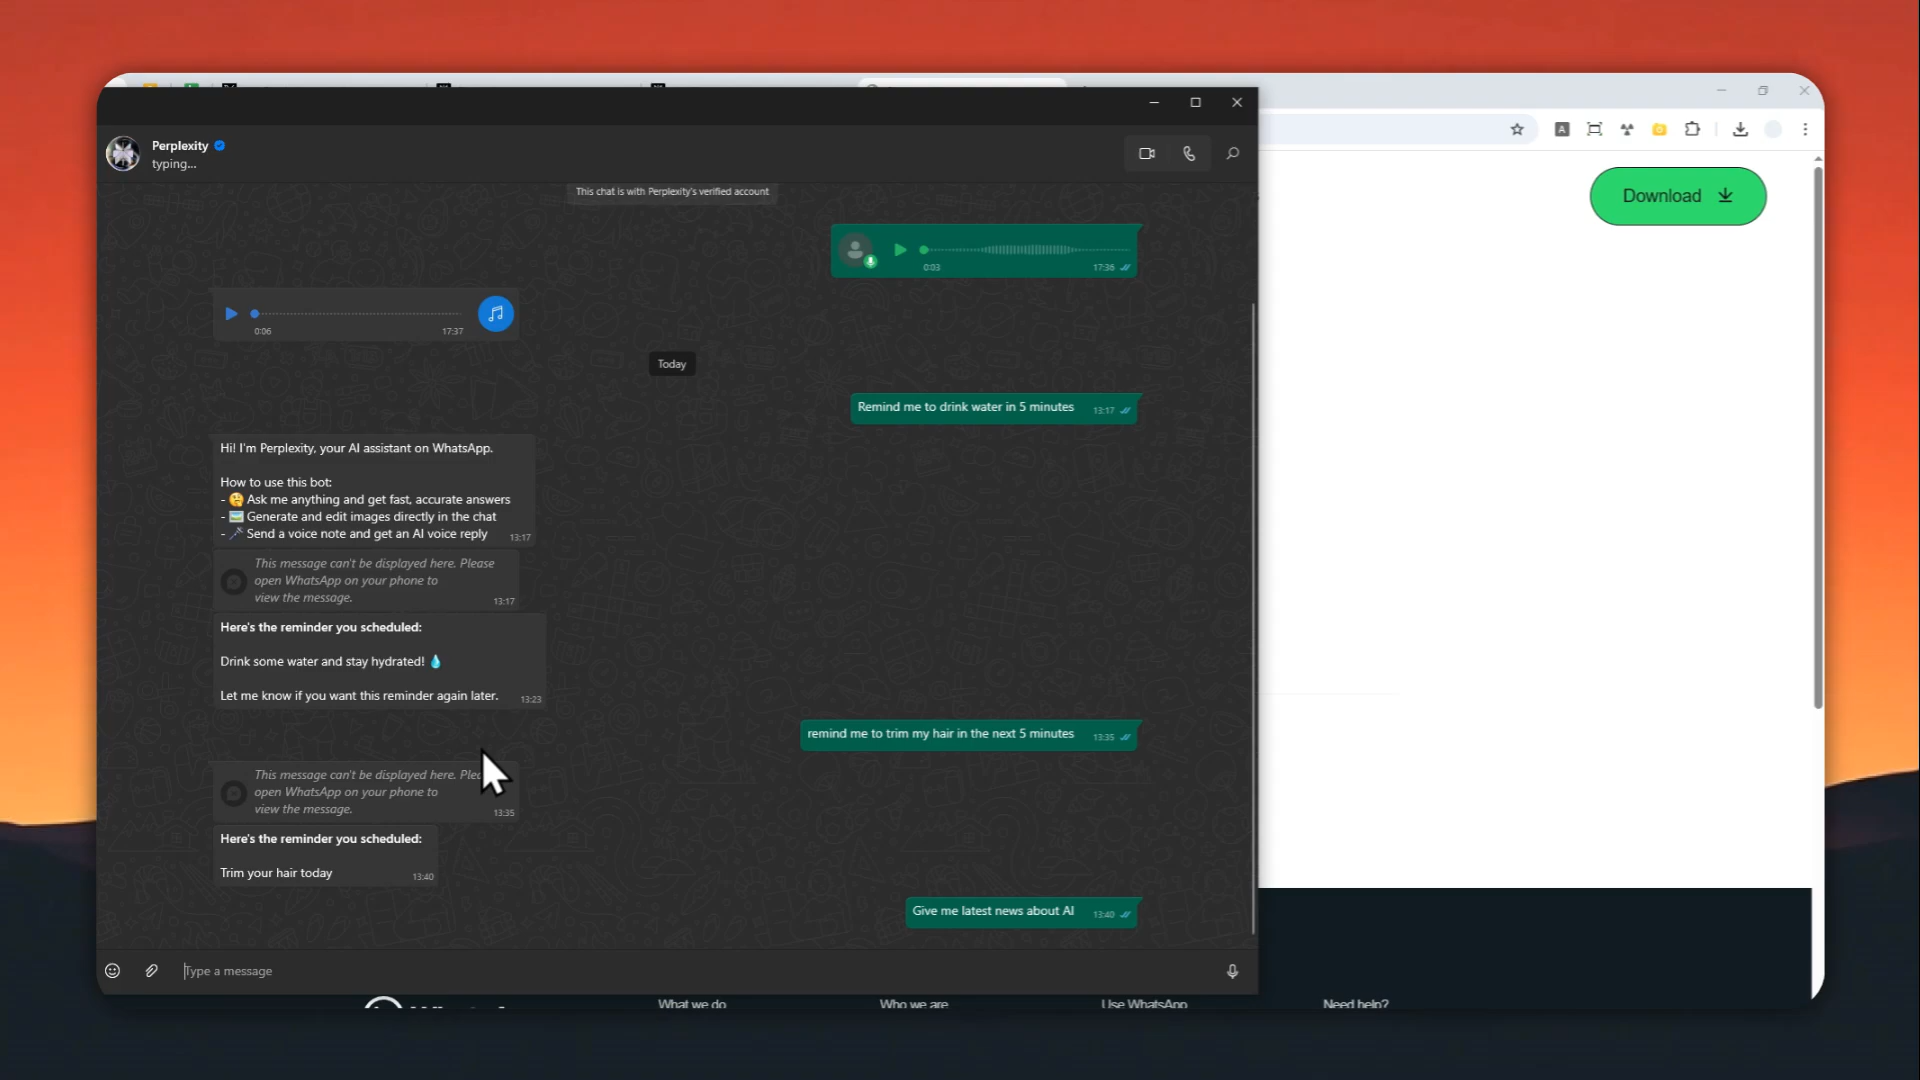 Perplexity
typing...
Download
This chat is with Perplexity's verified account
0:03
17:36
0:06
17:37
Today
Remind me to drink water in 5 minutes
13:17
Hi! I'm Perplexity, your AI assistant on WhatsApp.
How to use this bot:
- 🤔 Ask me anything and get fast, accurate answers
- 🖼️ Generate and edit images directly in the chat
- 🎤 Send a voice note and get an AI voice reply
13:17
This message can't be displayed here. Please
open WhatsApp on your phone to
view the message.
13:17
Here's the reminder you scheduled:
Drink some water and stay hydrated! 💧
Let me know if you want this reminder again later.
13:23
remind me to trim my hair in the next 5 minutes
13:35
This message can't be displayed here.
open WhatsApp on your phone to
view the message.
13:35
Here's the reminder you scheduled:
Trim your hair today
13:40
Give me latest news about AI
13:40
Type a message
What we do
Who we are
Use WhatsApp
Need help?